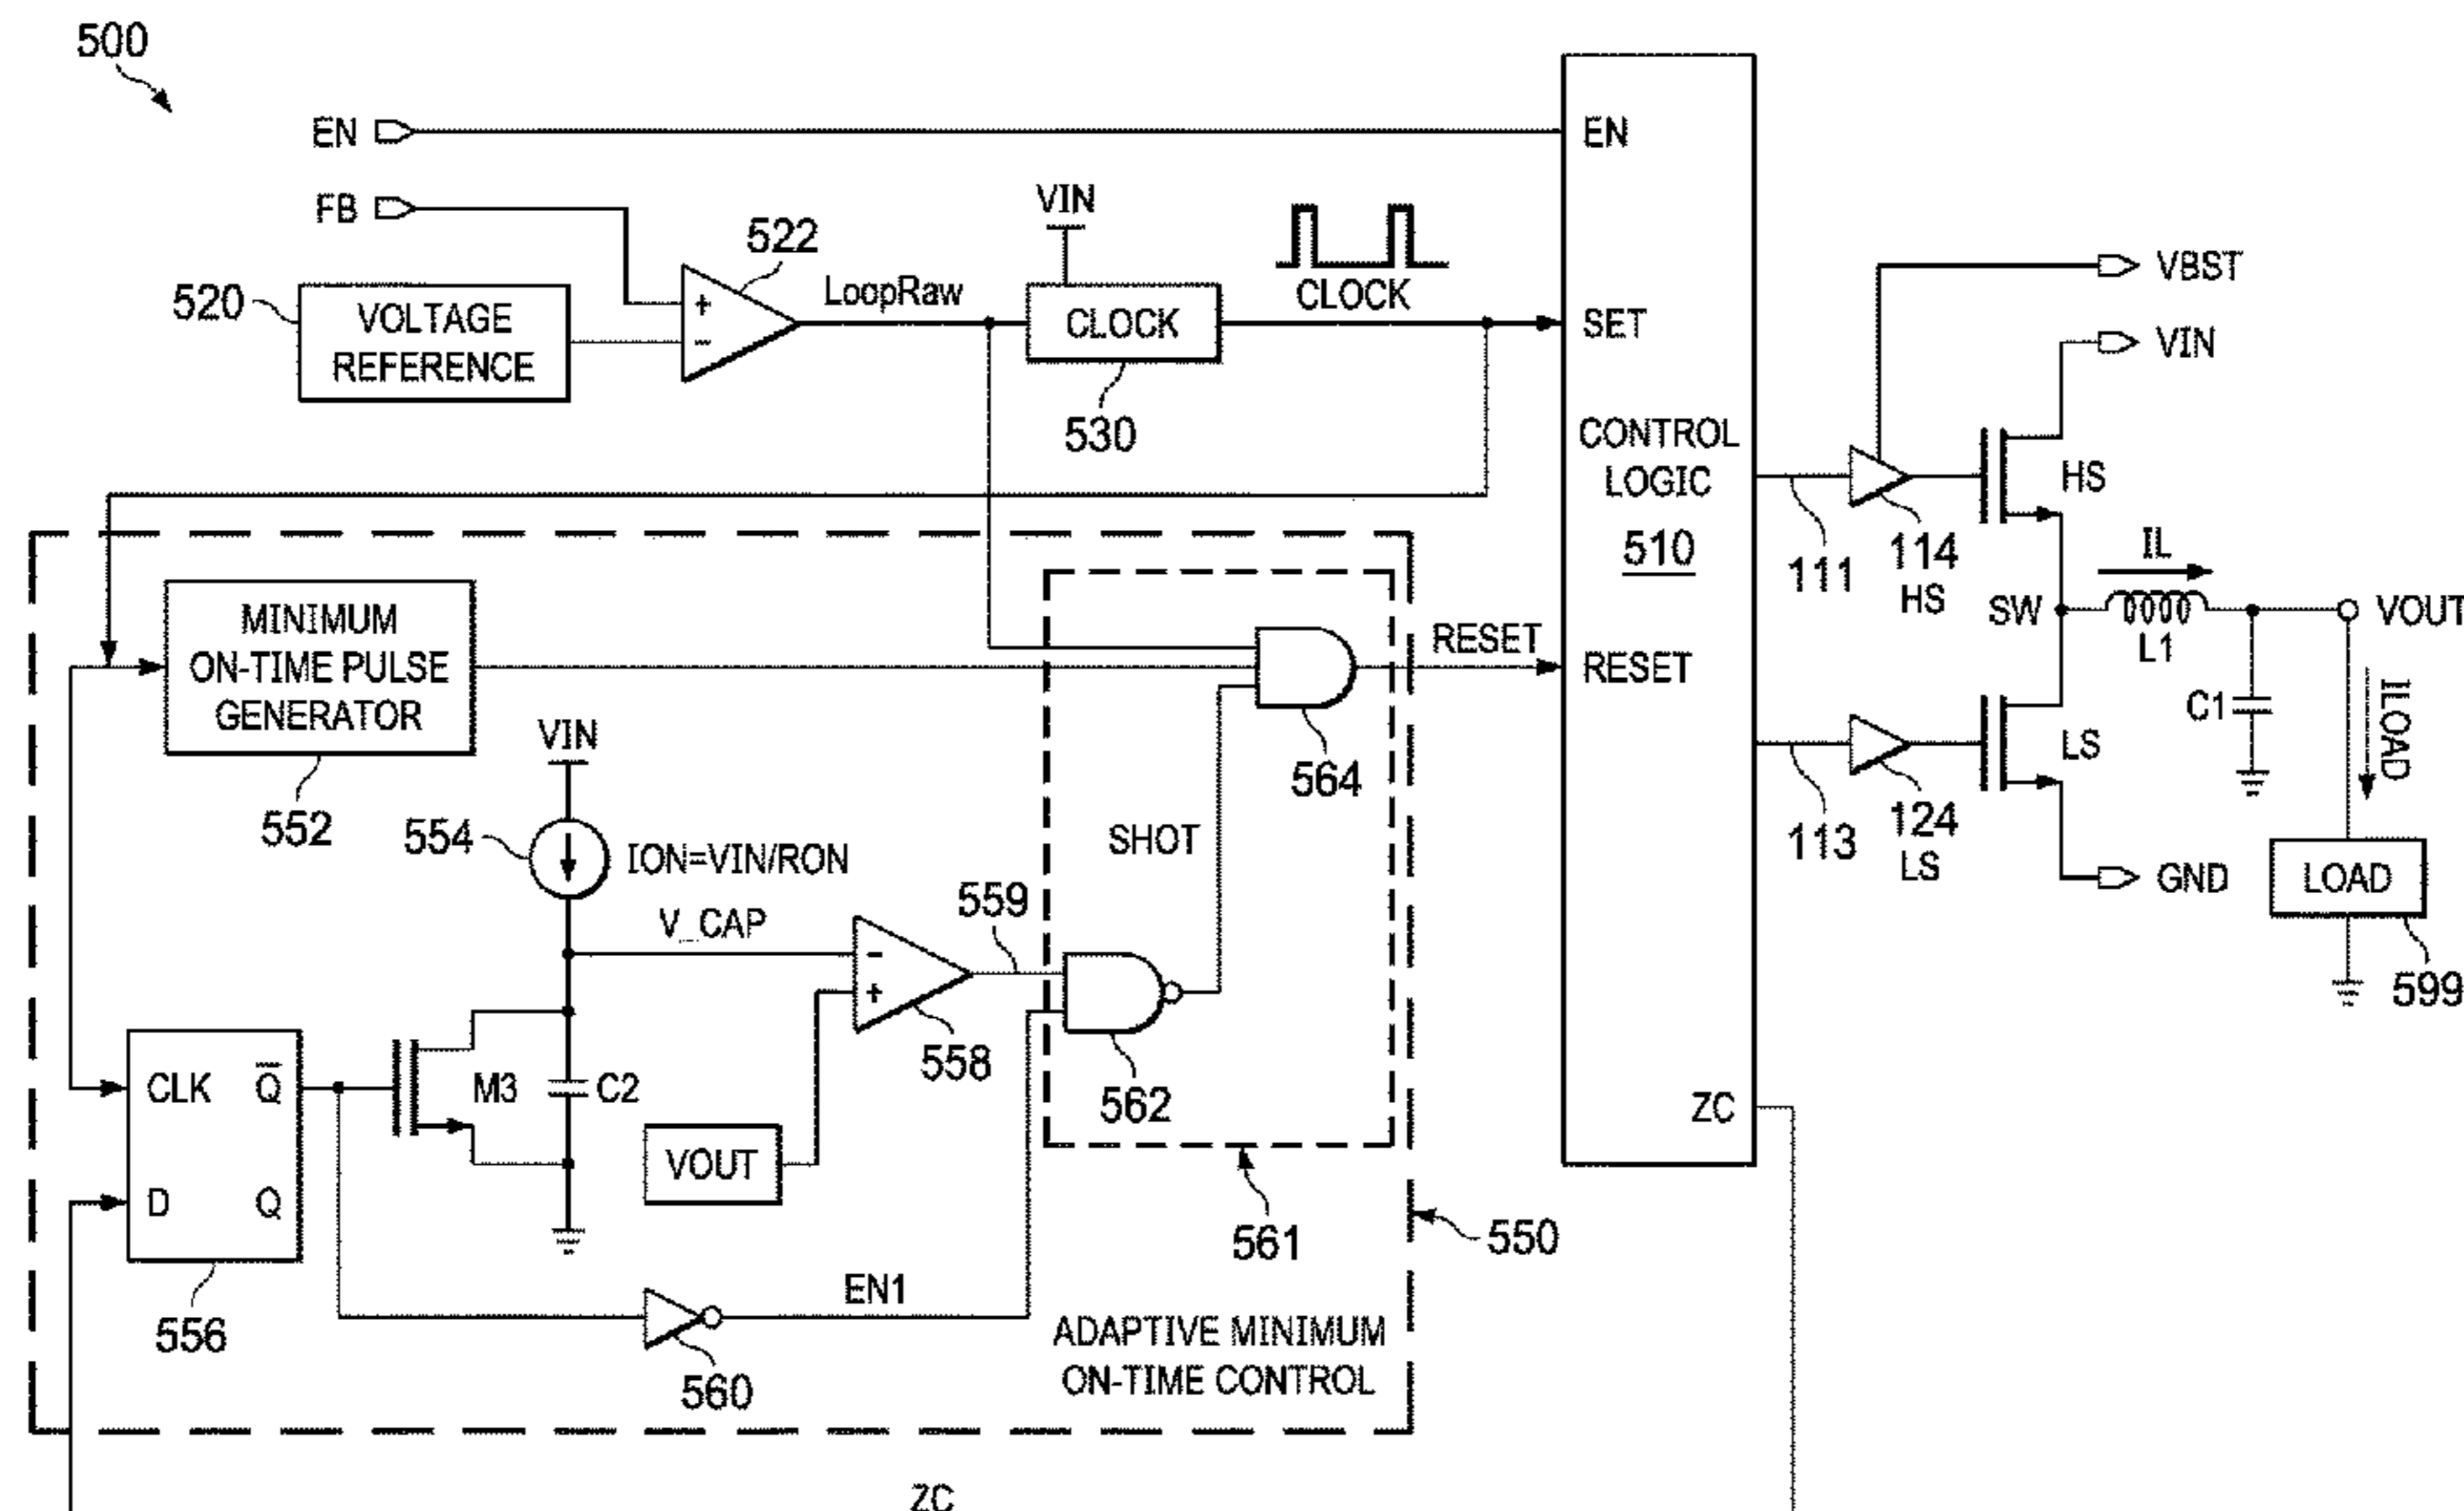 500
EN
EN
FB
VIN
522
LoopRaw
CLOCK
VBST
520
VOLTAGE
REFERENCE
+
−
CLOCK
SET
VIN
530
CONTROL
LOGIC
510
HS
111
114
HS
IL
SW
L1
VOUT
MINIMUM
ON-TIME PULSE
GENERATOR
RESET
RESET
C1
ILOAD
VIN
564
LS
552
554
ION=VIN/RON
SHOT
113
124
LS
GND
LOAD
V_CAP
559
−
+
599
CLK
Q
M3
C2
558
562
ZC
VOUT
D
Q
561
550
EN1
556
560
ADAPTIVE MINIMUM
ON-TIME CONTROL
ZC